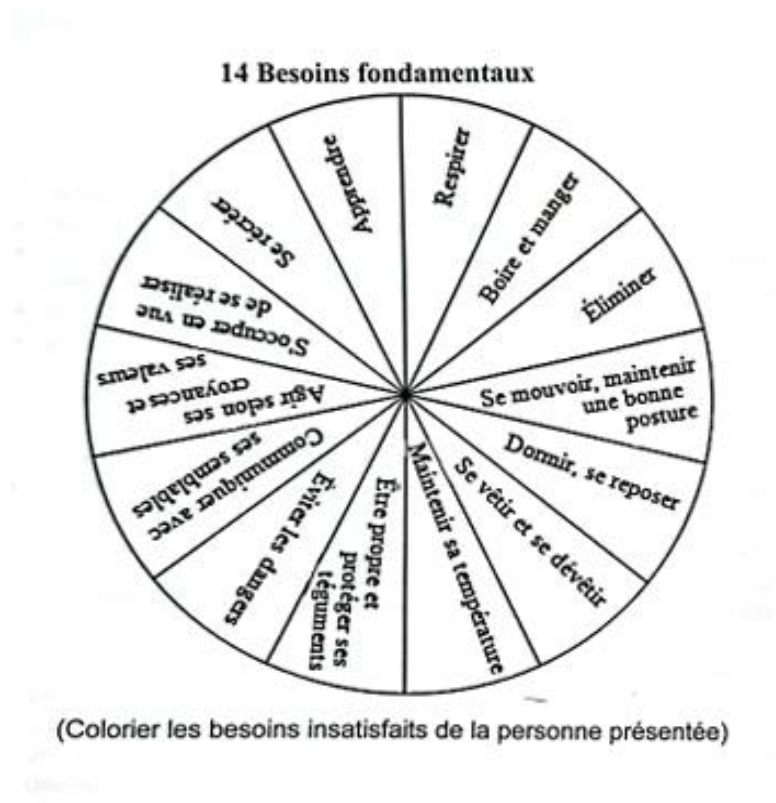 14 Besoins fondamentaux
Respirer
Boire et manger
Éliminer
Se mouvoir, maintenir
une bonne
posture
Dormir, se reposer
Se vêtir et se dévêtir
Maintenir sa température
Être propre et
protéger ses
téguments
Éviter les dangers
Communiquer avec
ses semblables
Agir selon ses
croyances et
ses valeurs
S'occuper en vue
de se réaliser
Se récréer
Apprendre
(Colorier les besoins insatisfaits de la personne présentée)